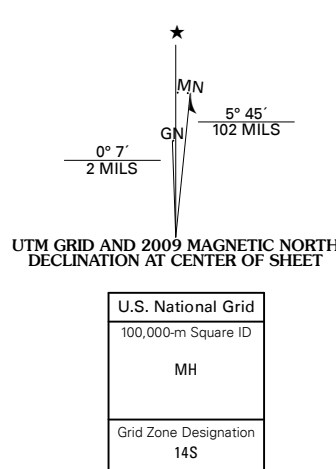 ★
MN
GN
5° 45´
102 MILS
0° 7´
2 MILS
UTM GRID AND 2009 MAGNETIC NORTH
DECLINATION AT CENTER OF SHEET
U.S. National Grid
100,000-m Square ID
MH
Grid Zone Designation
14S